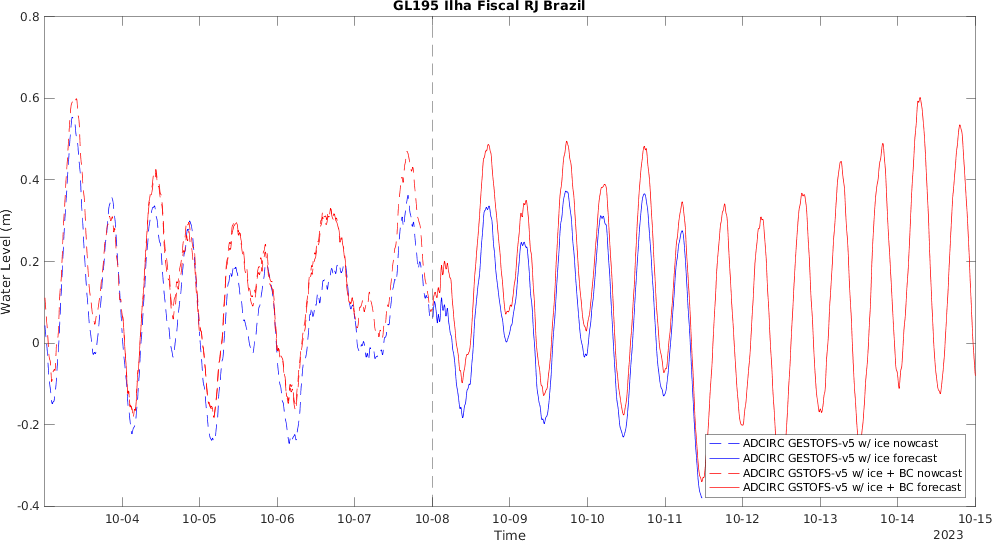 GL195 Ilha Fiscal RJ Brazil
0.8
0.6
0.4
0.2
0
-0.2
-0.4
Water Level (m)
ADCIRC GESTOFS-v5 w/ ice nowcast
ADCIRC GESTOFS-v5 w/ ice forecast
ADCIRC GSTOFS-v5 w/ ice + BC nowcast
ADCIRC GSTOFS-v5 w/ ice + BC forecast
10-04 10-05 10-06 10-07 10-08 10-09 10-10 10-11 10-12 10-13 10-14 10-15
Time
2023